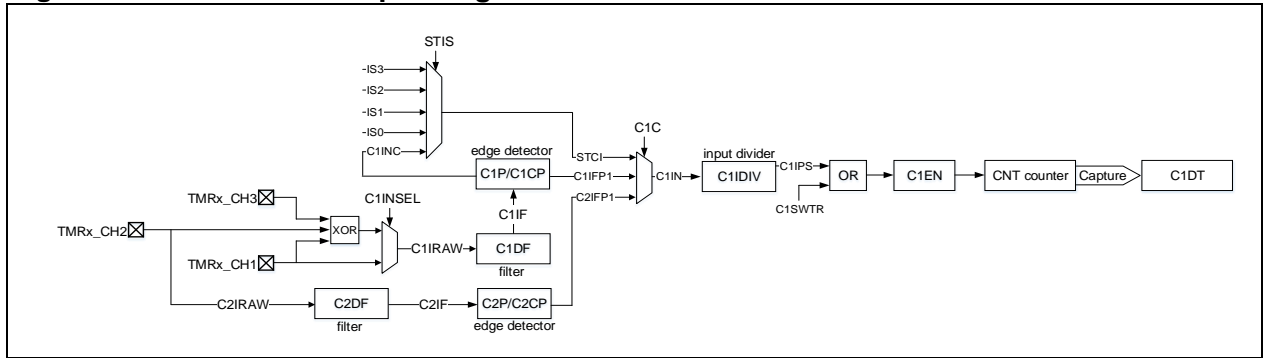 STIS
IS3
IS2
IS1
IS0
C1INC
edge detector
C1P/C1CP
STCI
C1IFP1
C2IFP1
C1C
C1IN
input divider
C1IDIV
C1IPS
C1SWTR
OR
C1EN
CNT counter
Capture
C1DT
TMRx_CH3
TMRx_CH2
TMRx_CH1
XOR
C1INSEL
C1IRAW
C1IF
C1DF
filter
C2IRAW
C2DF
filter
C2IF
C2P/C2CP
edge detector